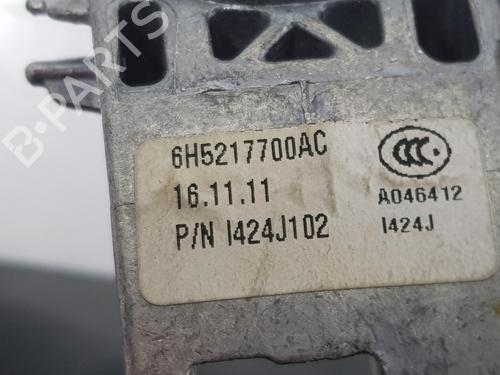 B-PARTS
6H5217700AC
16.11.11
P/N I424J102
CCC
A046412
I424J